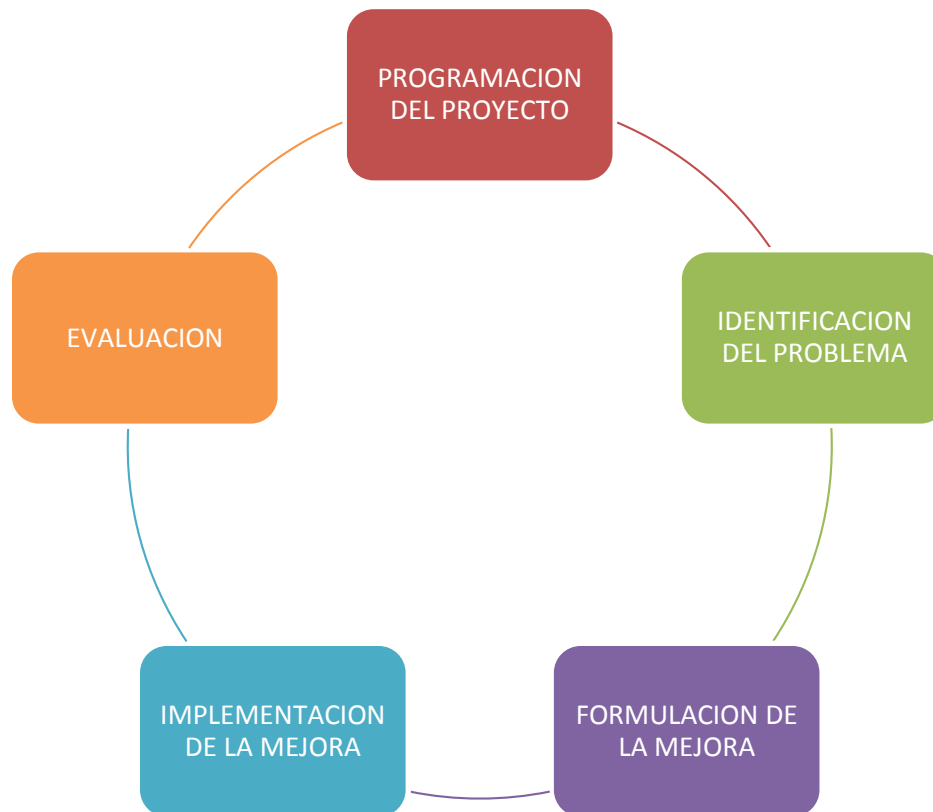 PROGRAMACION
DEL PROYECTO
IDENTIFICACION
DEL PROBLEMA
FORMULACION DE
LA MEJORA
IMPLEMENTACION
DE LA MEJORA
EVALUACION